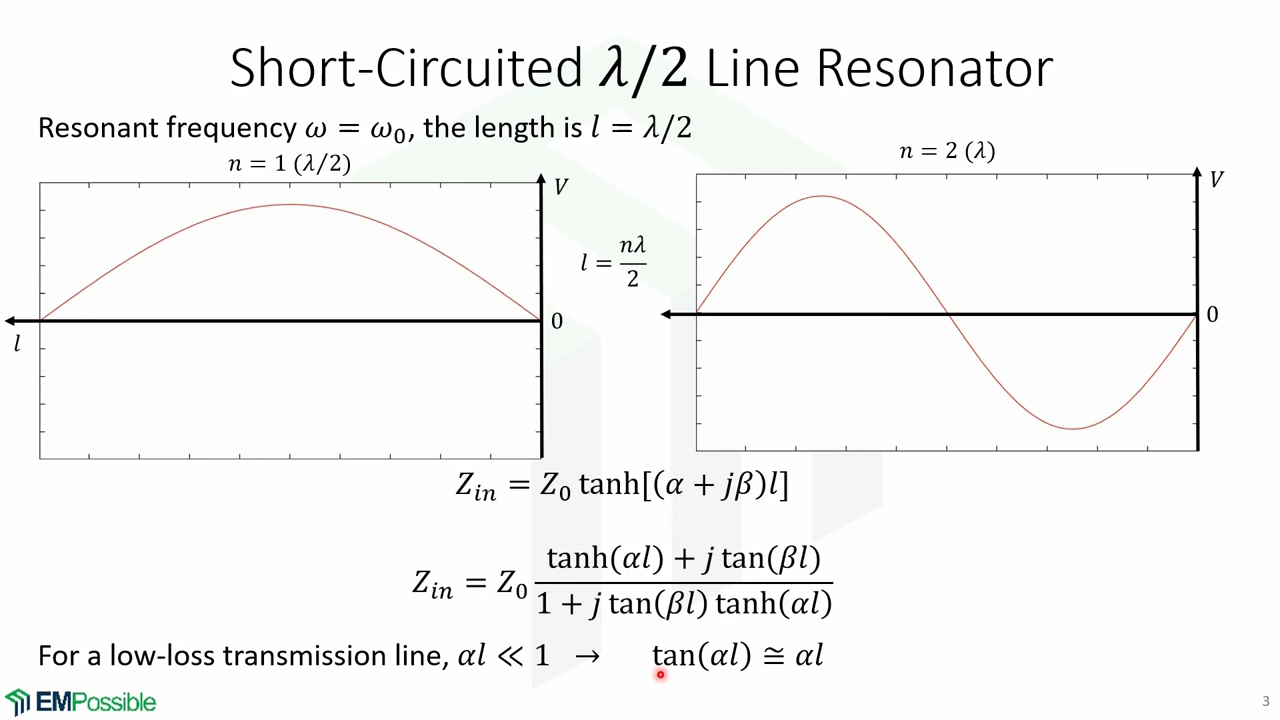 Short-Circuited 𝜆/2 Line Resonator
Resonant frequency 𝜔 = 𝜔₀, the length is 𝑙 = 𝜆/2
𝑛 = 1 (𝜆/2)
𝑛 = 2 (𝜆)
𝑉
𝑉
𝑙 = 𝑛𝜆/2
0
0
𝑙
𝑍ᵢₙ = 𝑍₀ tanh[(𝛼 + 𝑗𝛽)𝑙]
𝑍ᵢₙ = 𝑍₀ (tanh(𝛼𝑙) + 𝑗 tan(𝛽𝑙))/(1 + 𝑗 tan(𝛽𝑙) tanh(𝛼𝑙))
For a low-loss transmission line, 𝛼𝑙 ≪ 1 → tan(𝛼𝑙) ≅ 𝛼𝑙
EMPossible
3